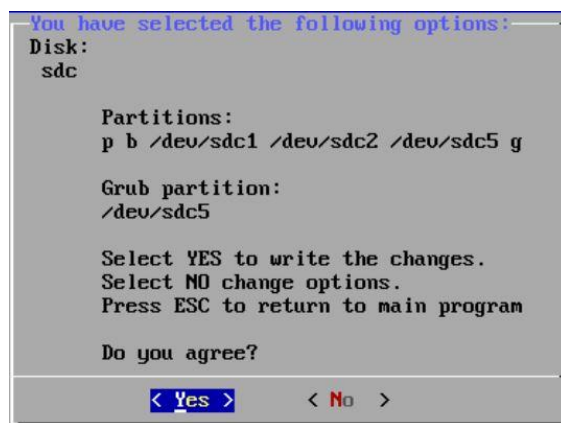 You have selected the following options:
Disk:
sdc
Partitions:
p b /dev/sdc1 /dev/sdc2 /dev/sdc5 g
Grub partition:
/dev/sdc5
Select YES to write the changes.
Select NO change options.
Press ESC to return to main program
Do you agree?
< Yes > < No >